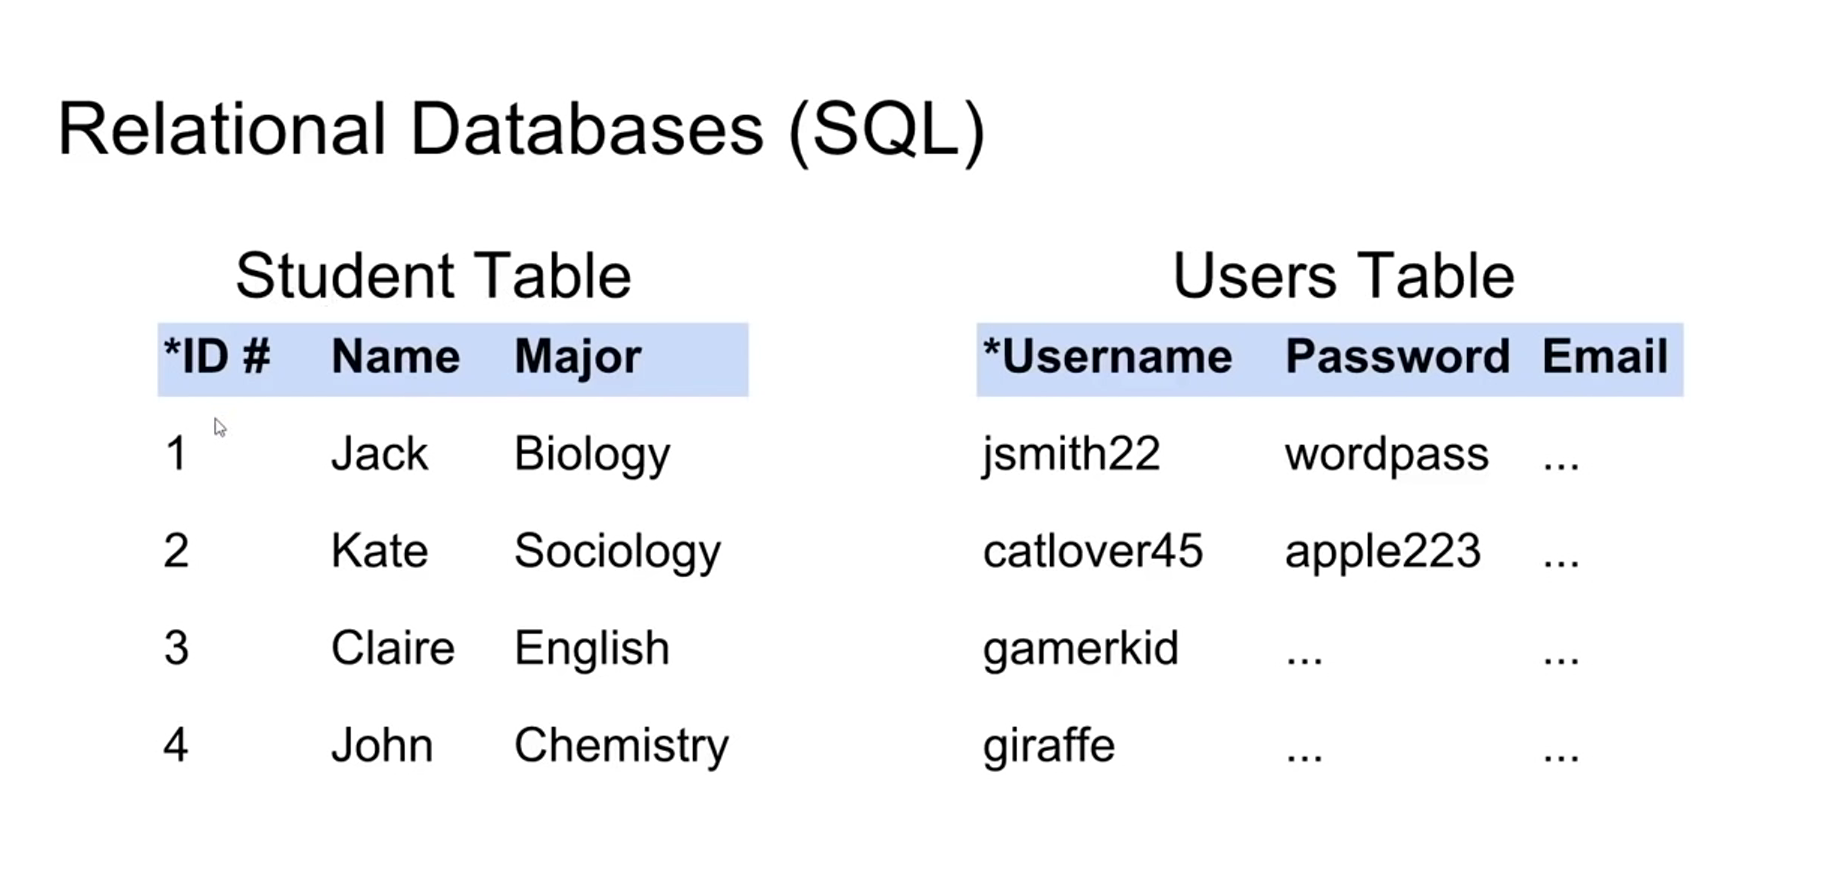 Relational Databases (SQL)
Student Table
*ID # Name Major
1 Jack Biology
2 Kate Sociology
3 Claire English
4 John Chemistry
Users Table
*Username Password Email
jsmith22 wordpass ...
catlover45 apple223 ...
gamerkid ... ...
giraffe ... ...